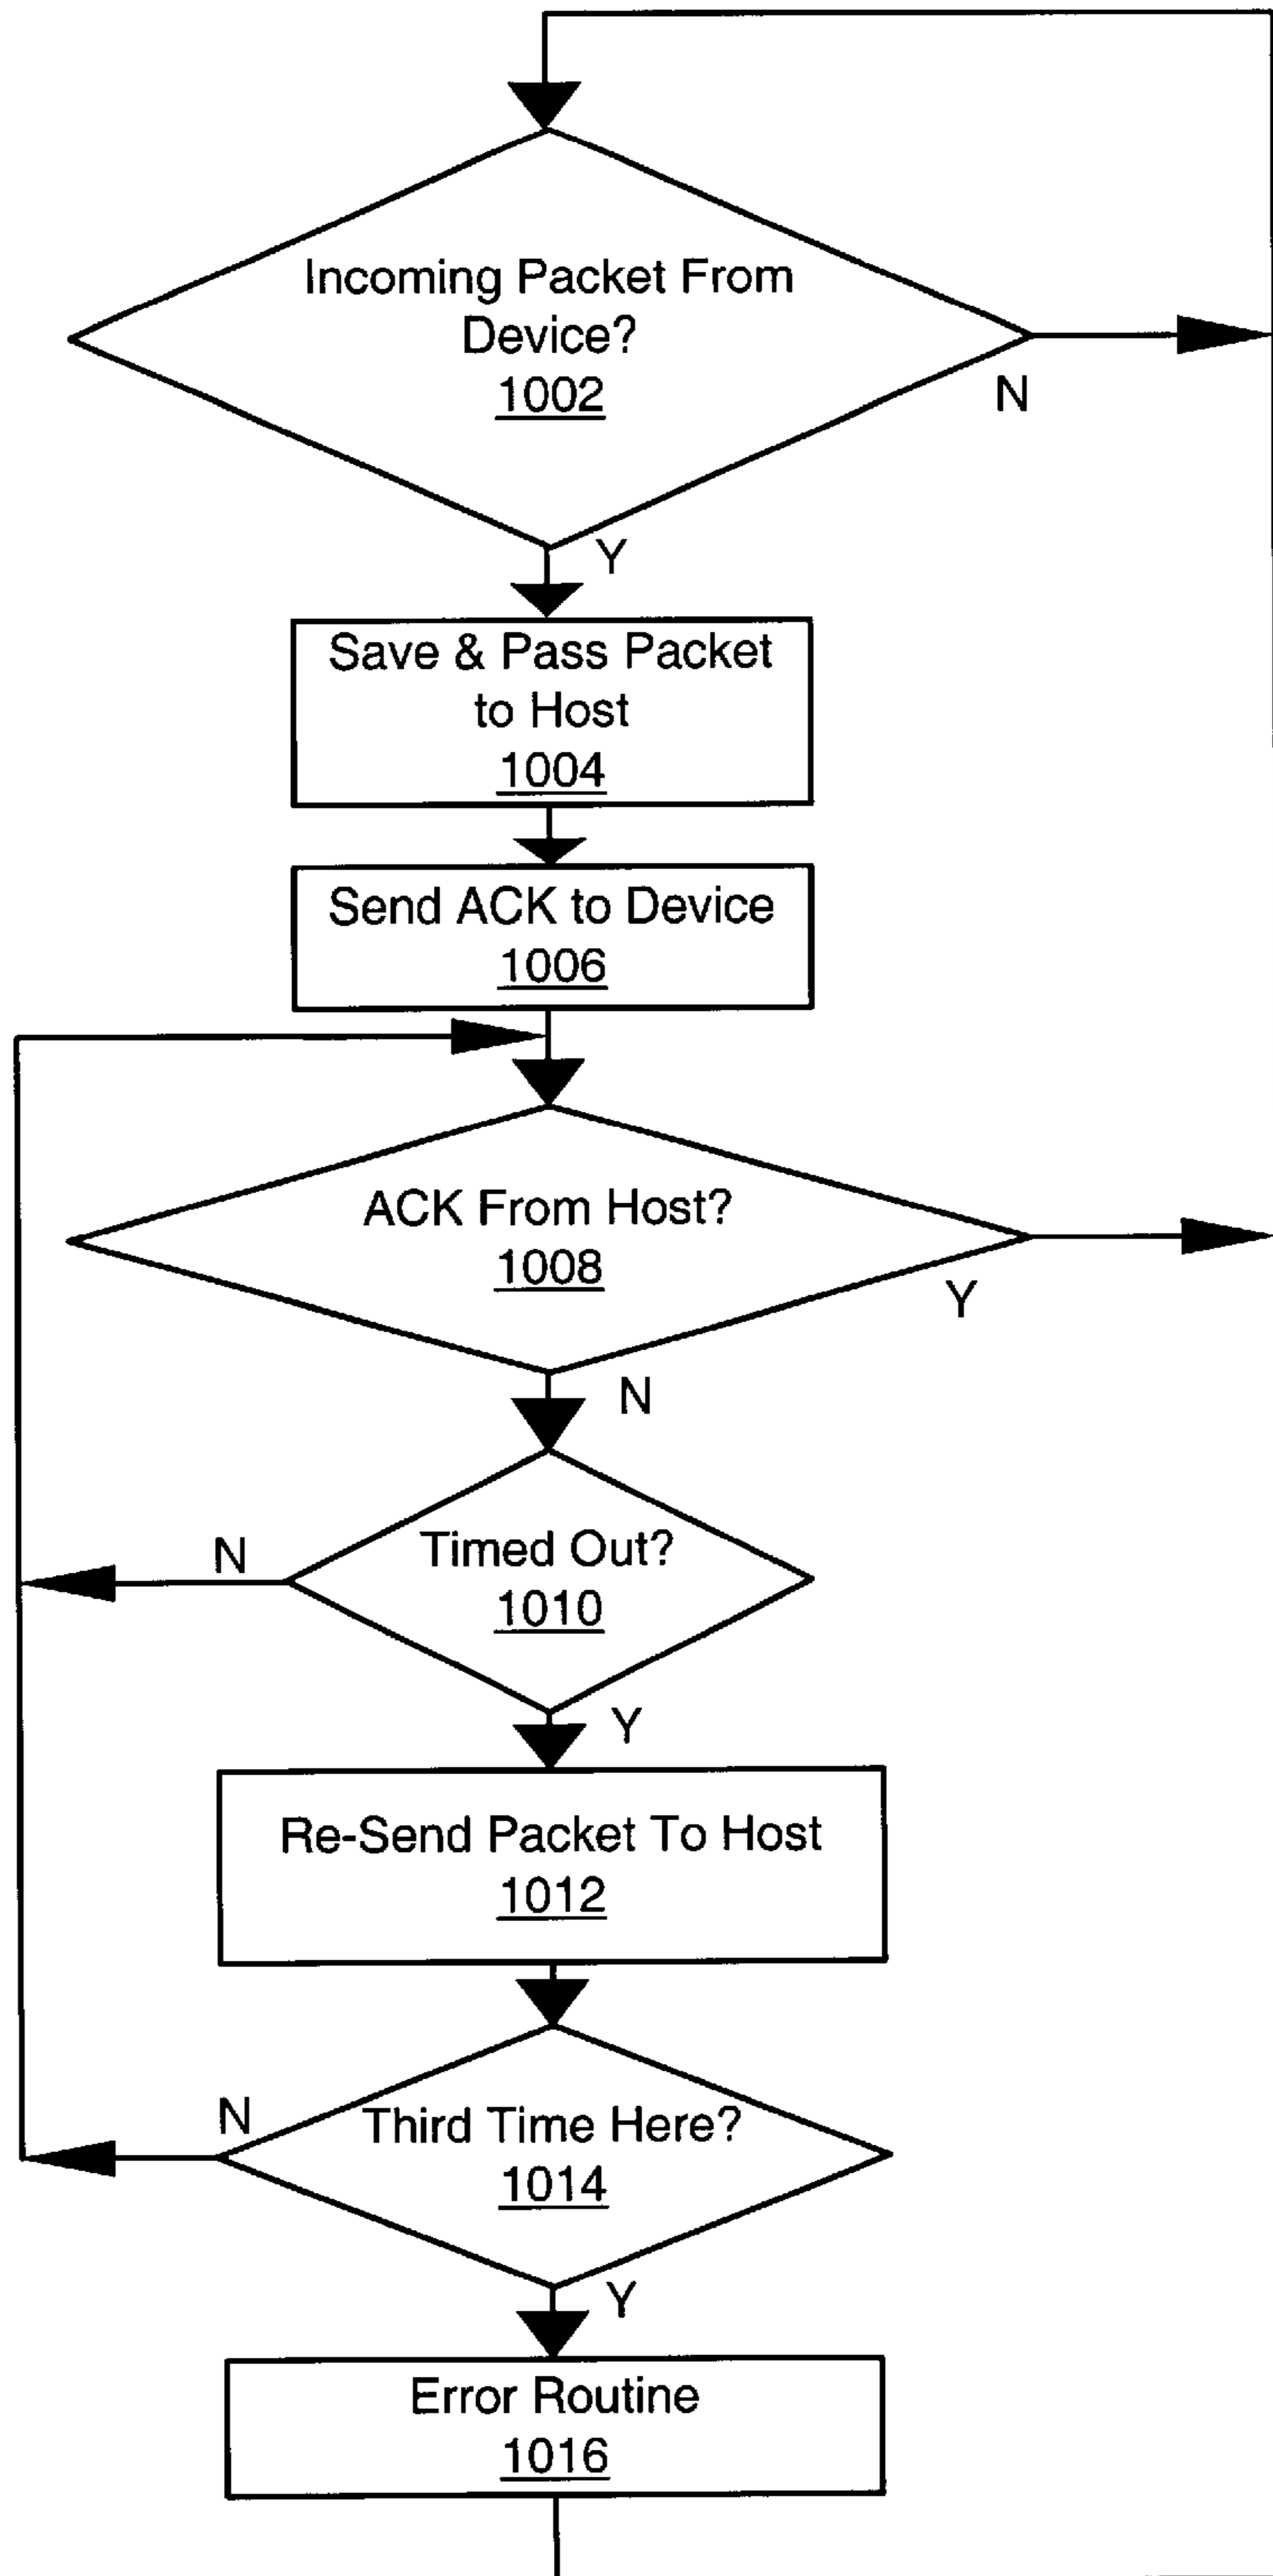 Incoming Packet From
Device?
1002
N
Y
Save & Pass Packet
to Host
1004
Send ACK to Device
1006
ACK From Host?
1008
Y
N
Timed Out?
1010
N
Y
Re-Send Packet To Host
1012
Third Time Here?
1014
N
Y
Error Routine
1016